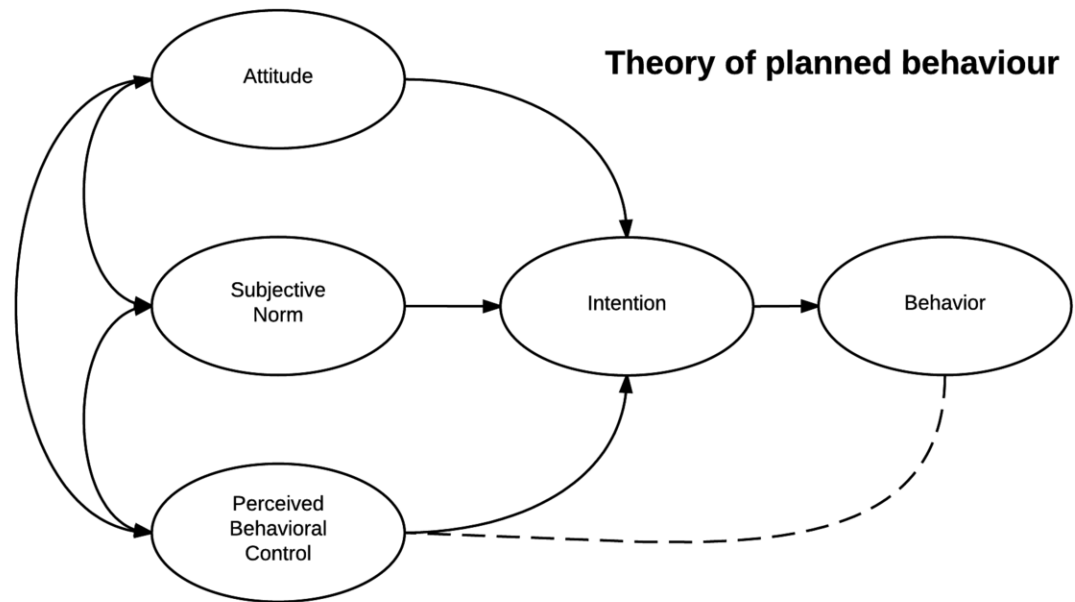 Theory of planned behaviour
Attitude
Subjective
Norm
Intention
Behavior
Perceived
Behavioral
Control